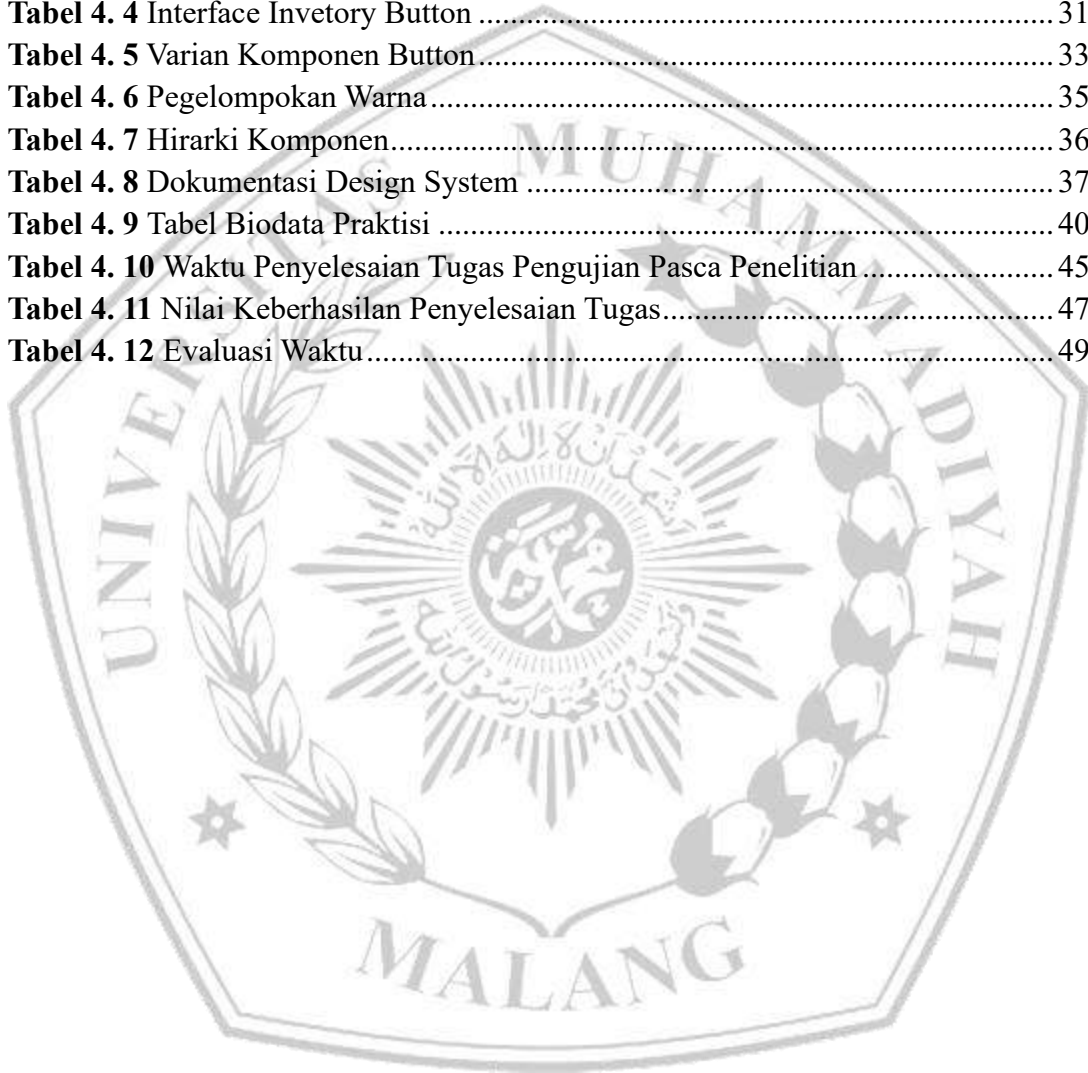 Tabel 4. 4 Interface Invetory Button ........................................................................ 31
Tabel 4. 5 Varian Komponen Button ........................................................................ 33
Tabel 4. 6 Pegelompokan Warna ........................................................................ 35
Tabel 4. 7 Hirarki Komponen ........................................................................ 36
Tabel 4. 8 Dokumentasi Design System ........................................................................ 37
Tabel 4. 9 Tabel Biodata Praktisi ........................................................................ 40
Tabel 4. 10 Waktu Penyelesaian Tugas Pengujian Pasca Penelitian ........................ 45
Tabel 4. 11 Nilai Keberhasilan Penyelesaian Tugas ................................................ 47
Tabel 4. 12 Evaluasi Waktu ........................................................................ 49
UNIVERSITAS MUHAMMADIYAH
MALANG